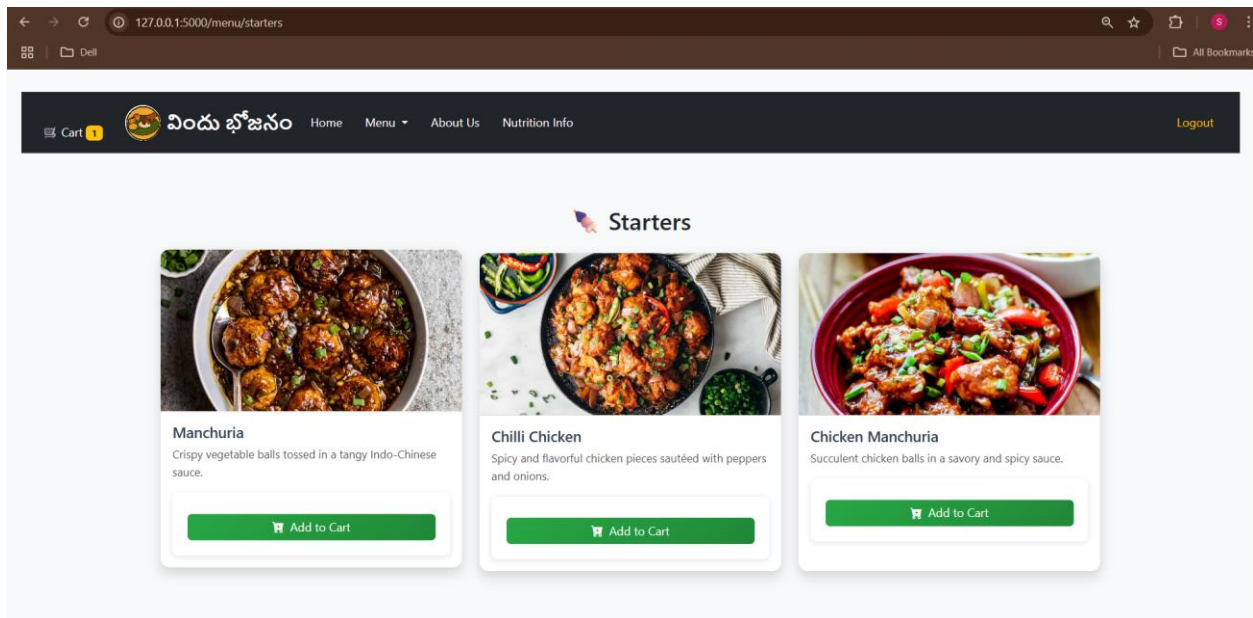 127.0.0.1:5000/menu/starters
S
Dell
All Bookmarks
Cart 1
విందు భోజనం
Home Menu About Us Nutrition Info
Logout
Starters
Manchuria
Crispy vegetable balls tossed in a tangy Indo-Chinese
sauce.
Add to Cart
Chilli Chicken
Spicy and flavorful chicken pieces sautéed with peppers
and onions.
Add to Cart
Chicken Manchuria
Succulent chicken balls in a savory and spicy sauce.
Add to Cart